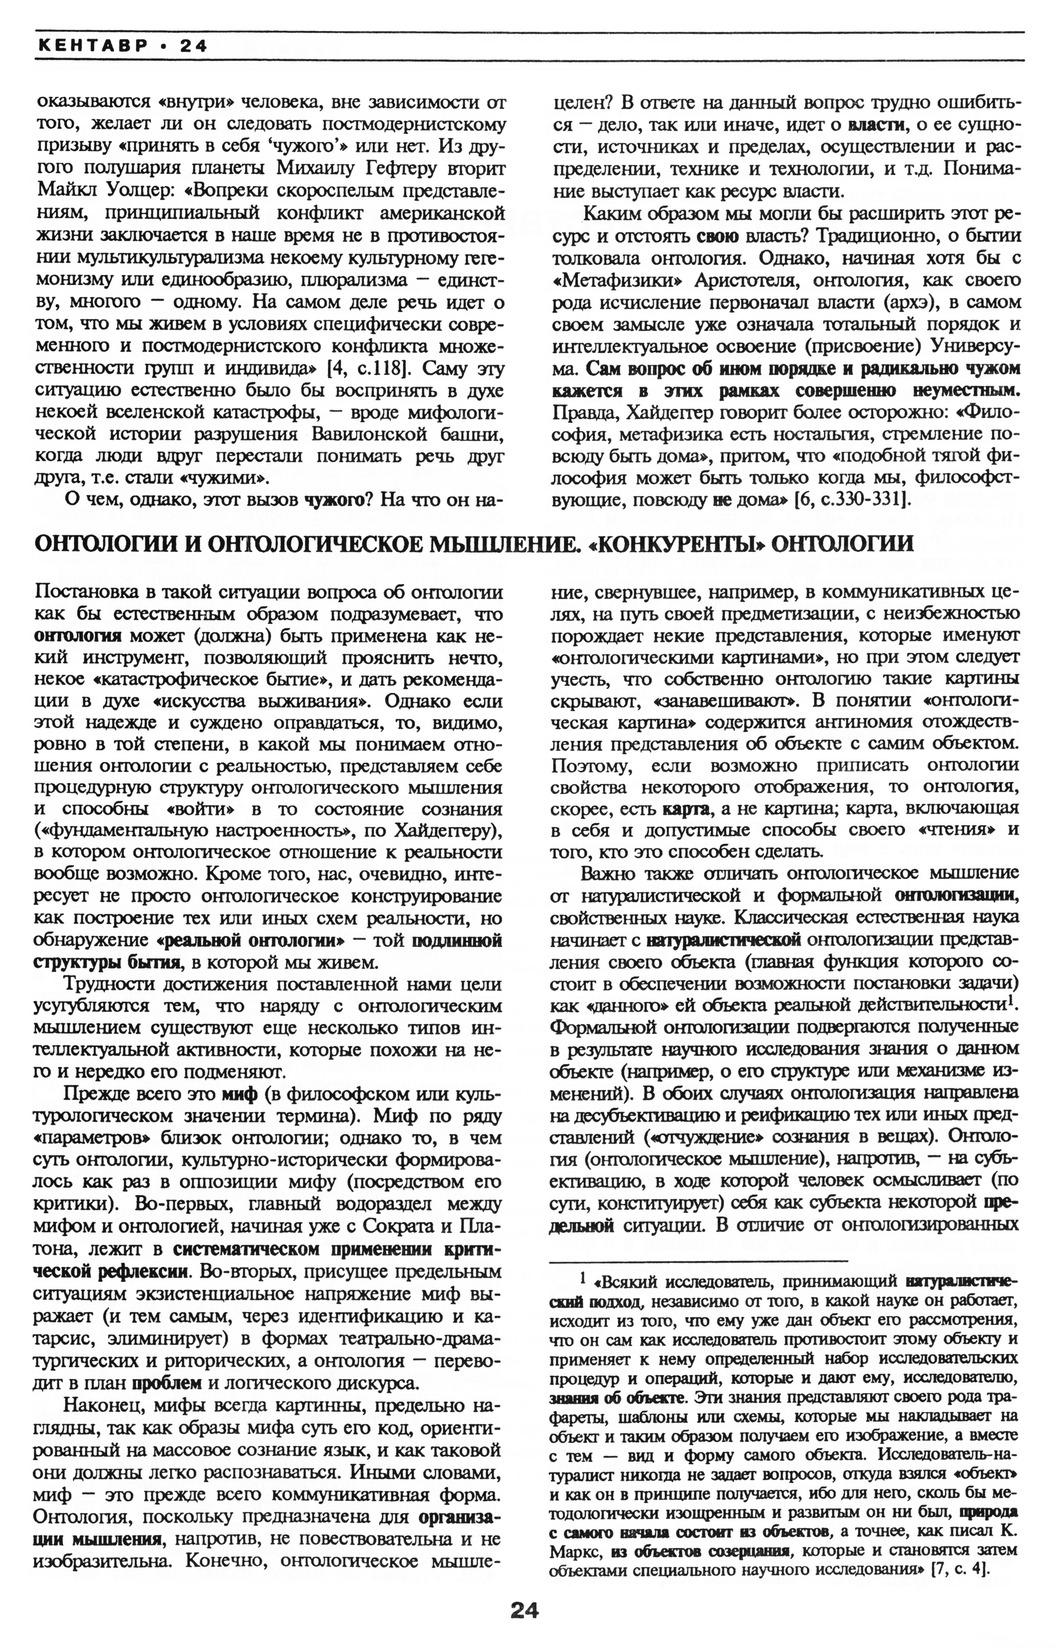 КЕНТАВР • 24
оказываются «внутри» человека, вне зависимости от
того, желает ли он следовать постмодернистскому
призыву «принять в себя ‘чужого’» или нет. Из дру-
гого полушария планеты Михаилу Гефтеру вторит
Майкл Уолцер: «Вопреки скороспелым представле-
ниям, принципиальный конфликт американской
жизни заключается в наше время не в противостоя-
нии мультикультурализма некоему культурному геге-
монизму или единообразию, плюрализма — единст-
ву, многого — одному. На самом деле речь идет о
том, что мы живем в условиях специфически совре-
менного и постмодернистского конфликта множе-
ственности групп и индивида» [4, с.118]. Саму эту
ситуацию естественно было бы воспринять в духе
некоей вселенской катастрофы, — вроде мифологи-
ческой истории разрушения Вавилонской башни,
когда люди вдруг перестали понимать речь друг
друга, т.е. стали «чужими».
О чем, однако, этот вызов чужого? На что он на-
целен? В ответе на данный вопрос трудно ошибить-
ся — дело, так или иначе, идет о власти, о ее сущно-
сти, источниках и пределах, осуществлении и рас-
пределении, технике и технологии, и т.д. Понима-
ние выступает как ресурс власти.
Каким образом мы могли бы расширить этот ре-
сурс и отстоять свою власть? Традиционно, о бытии
толковала онтология. Однако, начиная хотя бы с
«Метафизики» Аристотеля, онтология, как своего
рода исчисление первоначал власти (архэ), в самом
своем замысле уже означала тотальный порядок и
интеллектуальное освоение (присвоение) Универсу-
ма. Сам вопрос об ином порядке и радикально чужом
кажется в этих рамках совершенно неуместным.
Правда, Хайдеггер говорит более осторожно: «Фило-
софия, метафизика есть ностальгия, стремление по-
всюду быть дома», притом, что «подобной тягой фи-
лософия может быть только когда мы, философст-
вующие, повсюду не дома» [6, с.330-331].
ОНТОЛОГИИ И ОНТОЛОГИЧЕСКОЕ МЫШЛЕНИЕ. «КОНКУРЕНТЫ» ОНТОЛОГИИ
Постановка в такой ситуации вопроса об онтологии
как бы естественным образом подразумевает, что
онтология может (должна) быть применена как не-
кий инструмент, позволяющий прояснить нечто,
некое «катастрофическое бытие», и дать рекоменда-
ции в духе «искусства выживания». Однако если
этой надежде и суждено оправдаться, то, видимо,
ровно в той степени, в какой мы понимаем отно-
шения онтологии с реальностью, представляем себе
процедурную структуру онтологического мышления
и способны «войти» в то состояние сознания
(«фундаментальную настроенность», по Хайдеггеру),
в котором онтологическое отношение к реальности
вообще возможно. Кроме того, нас, очевидно, инте-
ресует не просто онтологическое конструирование
как построение тех или иных схем реальности, но
обнаружение «реальной онтологии» — той подлинной
структуры бытия, в которой мы живем.
Трудности достижения поставленной нами цели
усугубляются тем, что наряду с онтологическим
мышлением существуют еще несколько типов ин-
теллектуальной активности, которые похожи на не-
го и нередко его подменяют.
Прежде всего это миф (в философском или куль-
турологическом значении термина). Миф по ряду
«параметров» близок онтологии; однако то, в чем
суть онтологии, культурно-исторически формирова-
лось как раз в оппозиции мифу (посредством его
критики). Во-первых, главный водораздел между
мифом и онтологией, начиная уже с Сократа и Пла-
тона, лежит в систематическом применении крити-
ческой рефлексии. Во-вторых, присущее предельным
ситуациям экзистенциальное напряжение миф вы-
ражает (и тем самым, через идентификацию и ка-
тарсис, элиминирует) в формах театрально-драма-
тургических и риторических, а онтология — перево-
дит в план проблем и логического дискурса.
Наконец, мифы всегда картинны, предельно на-
глядны, так как образы мифа суть его код, ориенти-
рованный на массовое сознание язык, и как таковой
они должны легко распознаваться. Иными словами,
миф — это прежде всего коммуникативная форма.
Онтология, поскольку предназначена для организа-
ции мышления, напротив, не повествовательна и не
изобразительна. Конечно, онтологическое мышле-
ние, свернувшее, например, в коммуникативных це-
лях, на путь своей предметизации, с неизбежностью
порождает некие представления, которые именуют
«онтологическими картинами», но при этом следует
учесть, что собственно онтологию такие картины
скрывают, «занавешивают». В понятии «онтологи-
ческая картина» содержится антиномия отождеств-
ления представления об объекте с самим объектом.
Поэтому, если возможно приписать онтологии
свойства некоторого отображения, то онтология,
скорее, есть карта, а не картина; карта, включающая
в себя и допустимые способы своего «чтения» и
того, кто это способен сделать.
Важно также отличать онтологическое мышление
от натуралистической и формальной онтологизации,
свойственных науке. Классическая естественная наука
начинает с натуралистической онтологизации представ-
ления своего объекта (главная функция которого со-
стоит в обеспечении возможности постановки задачи)
как «данного» ей объекта реальной действительности¹.
Формальной онтологизации подвергаются полученные
в результате научного исследования знания о данном
объекте (например, о его структуре или механизме из-
менений). В обоих случаях онтологизация направлена
на десубъективацию и реификацию тех или иных пред-
ставлений («отчуждение» сознания в вещах). Онтоло-
гия (онтологическое мышление), напротив, — на субъ-
ективацию, в ходе которой человек осмысливает (по
сути, конституирует) себя как субъекта некоторой пре-
дельной ситуации. В отличие от онтологизированных
¹ «Всякий исследователь, принимающий натуралистиче-
ский подход, независимо от того, в какой науке он работает,
исходит из того, что ему уже дан объект его рассмотрения,
что он сам как исследователь противостоит этому объекту и
применяет к нему определенный набор исследовательских
процедур и операций, которые и дают ему, исследователю,
знания об объекте. Эти знания представляют своего рода тра-
фареты, шаблоны или схемы, которые мы накладывает на
объект и таким образом получаем его изображение, а вместе
с тем — вид и форму самого объекта. Исследователь-на-
туралист никогда не задает вопросов, откуда взялся «объект»
и как он в принципе получается, ибо для него, сколь бы ме-
тодологически изощренным и развитым он ни был, природа
с самого начала состоит из объектов, а точнее, как писал К.
Маркс, из объектов созерцания, которые и становятся затем
объектами специального научного исследования» [7, с. 4].
24